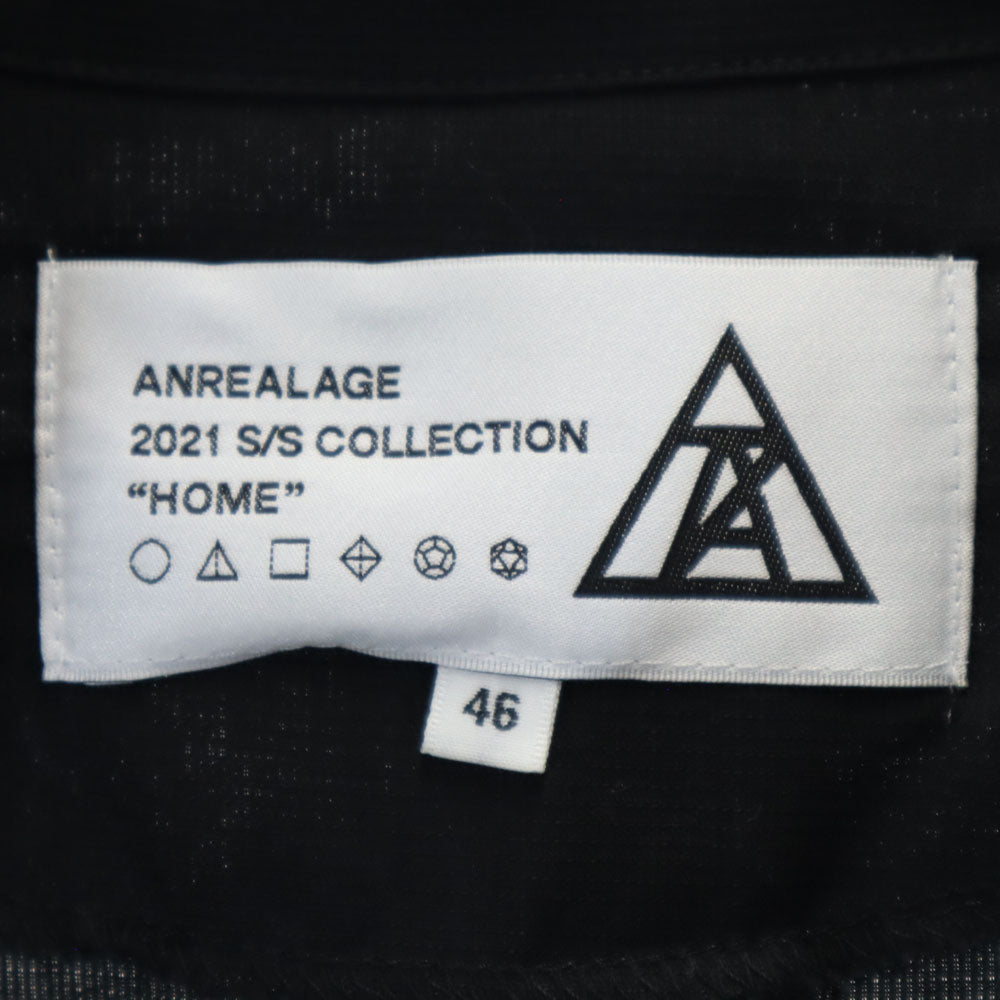 ANREALAGE
2021 S/S COLLECTION
“HOME”
46